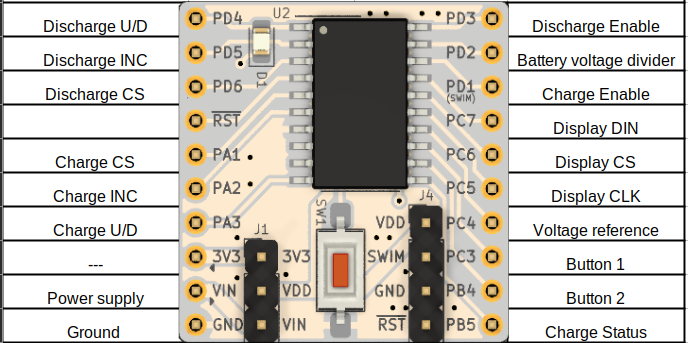 Discharge U/D PD4 U2 PD3 Discharge Enable
Discharge INC PD5 PD2 Battery voltage divider
Discharge CS PD6 D1 PD1 Charge Enable
(SWIM)
RST PC7 Display DIN
Charge CS PA1 PC6 Display CS
Charge INC PA2 PC5 Display CLK
Charge U/D PA3 J1 SW1 VDD J4 PC4 Voltage reference
--- 3V3 3V3 SWIM PC3 Button 1
Power supply VIN VDD GND PB4 Button 2
Ground GND VIN RST PB5 Charge Status